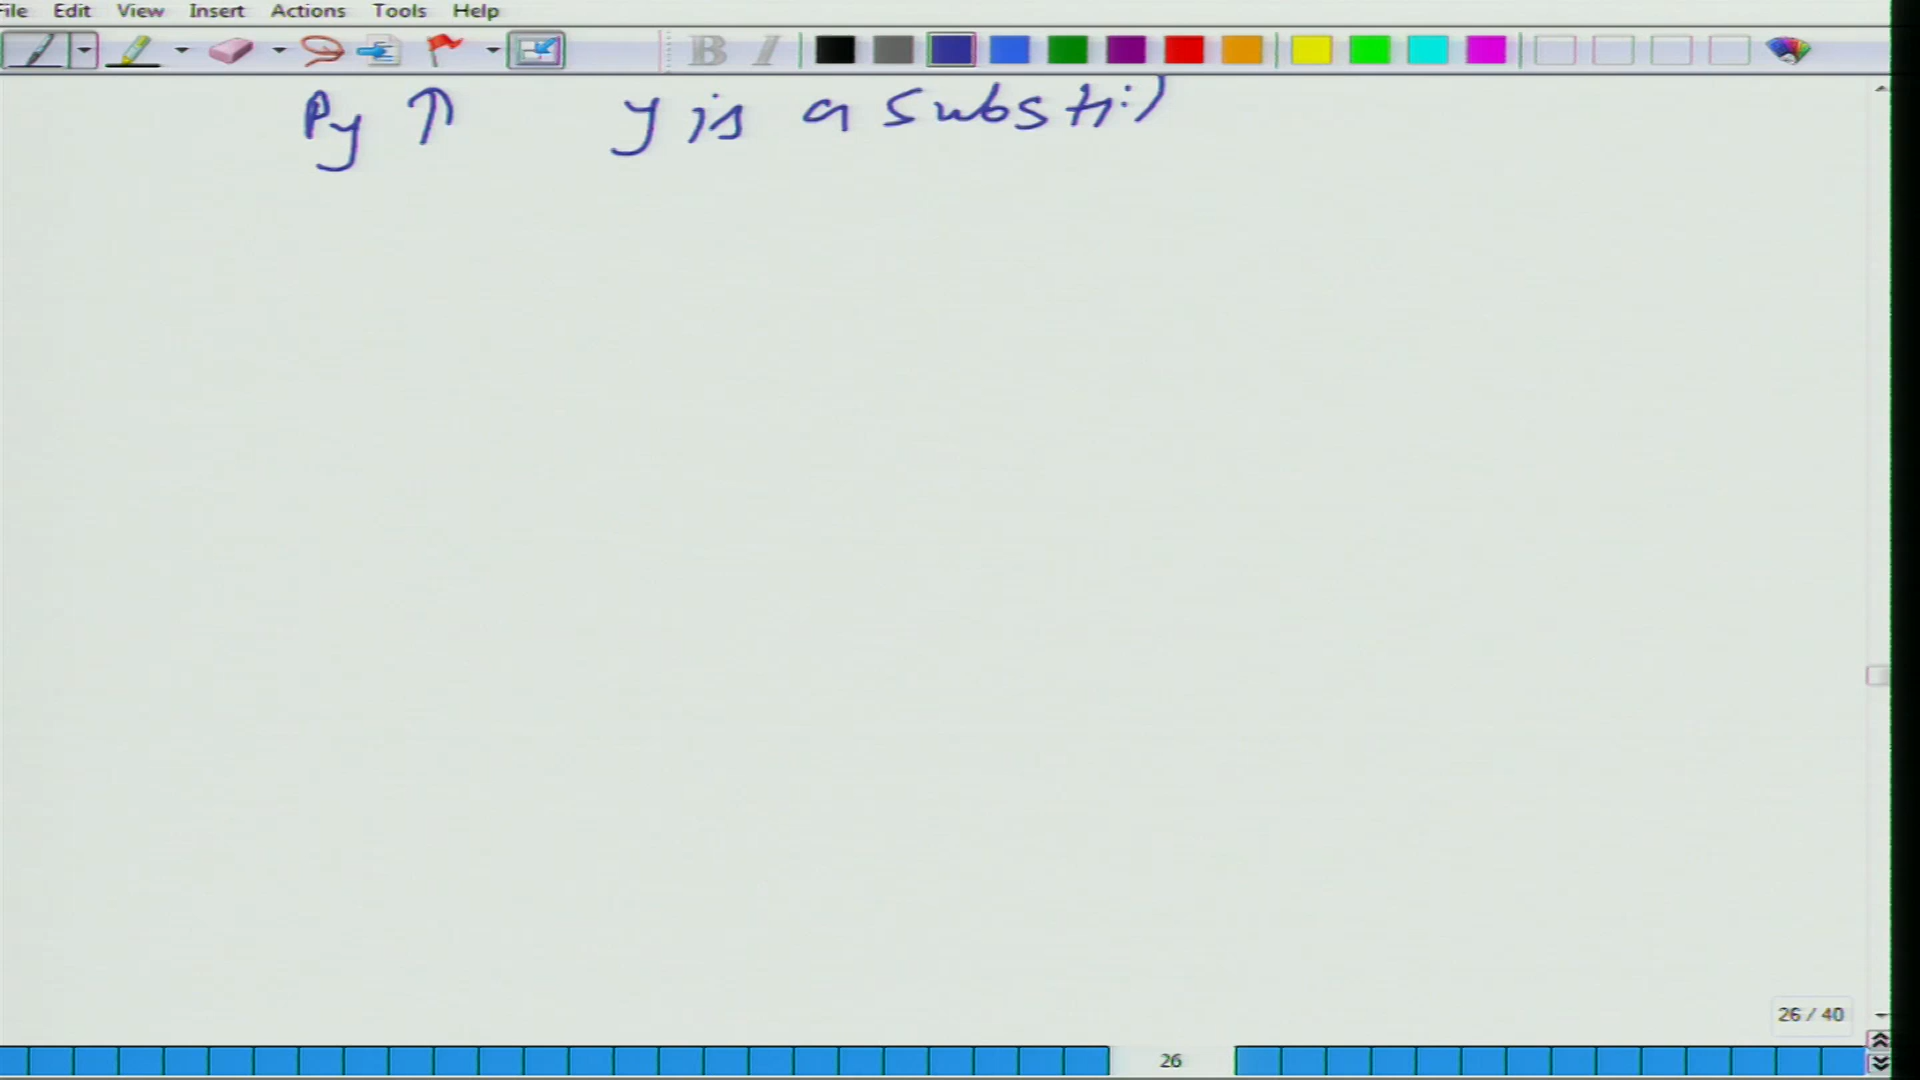 File Edit View Insert Actions Tools Help
B I
Py ↑ y is a substi
26 / 40
26